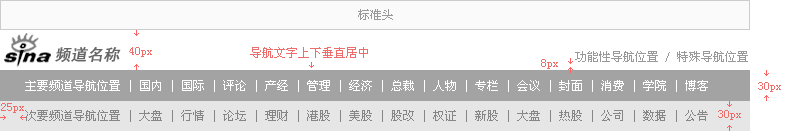 标准头
sina 频道名称
40px
导航文字上下垂直居中
8px
功能性导航位置 / 特殊导航位置
主要频道导航位置 | 国内 | 国际 | 评论 | 产经 | 管理 | 经济 | 总裁 | 人物 | 专栏 | 会议 | 封面 | 消费 | 学院 | 博客
30px
25px
次要频道导航位置 | 大盘 | 行情 | 论坛 | 理财 | 港股 | 美股 | 股改 | 权证 | 新股 | 大盘 | 热股 | 公司 | 数据 | 公告
30px